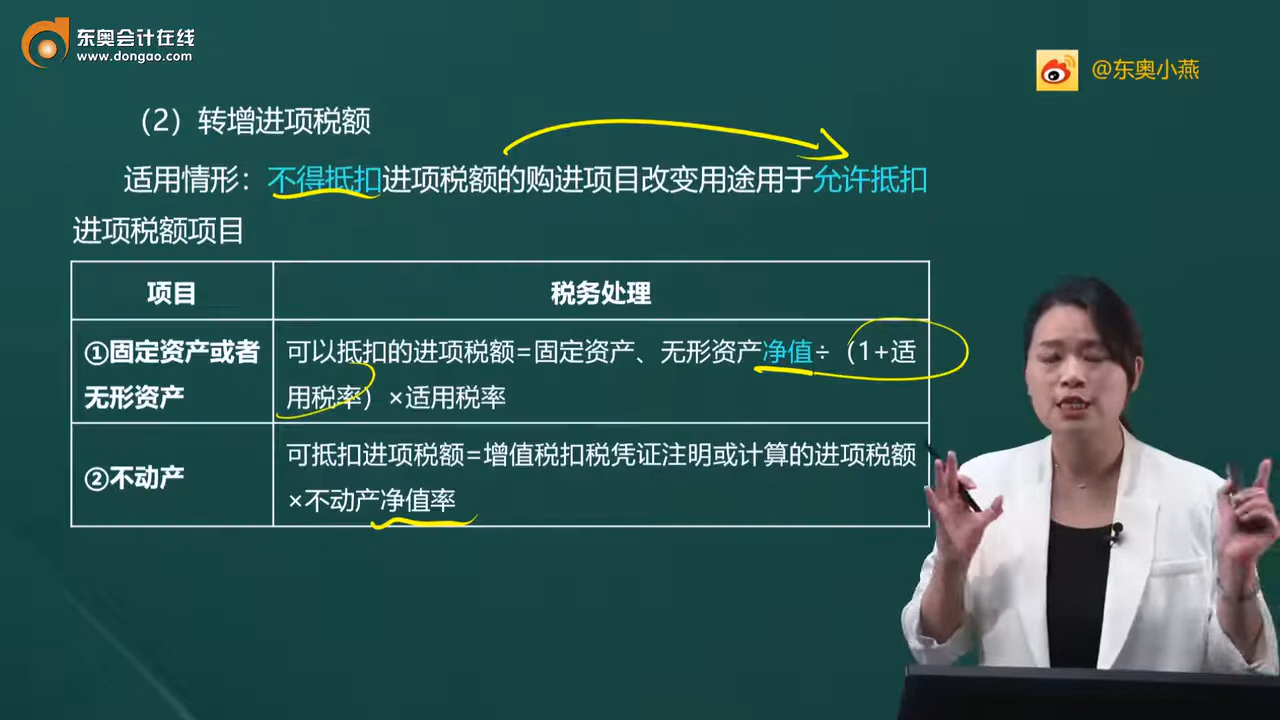 东奥会计在线
www.dongao.com
@东奥小燕
（2）转增进项税额
适用情形：不得抵扣进项税额的购进项目改变用途用于允许抵扣
进项税额项目
项目
税务处理
①固定资产或者
无形资产
可以抵扣的进项税额=固定资产、无形资产净值÷（1+适
用税率）×适用税率
②不动产
可抵扣进项税额=增值税扣税凭证注明或计算的进项税额
×不动产净值率